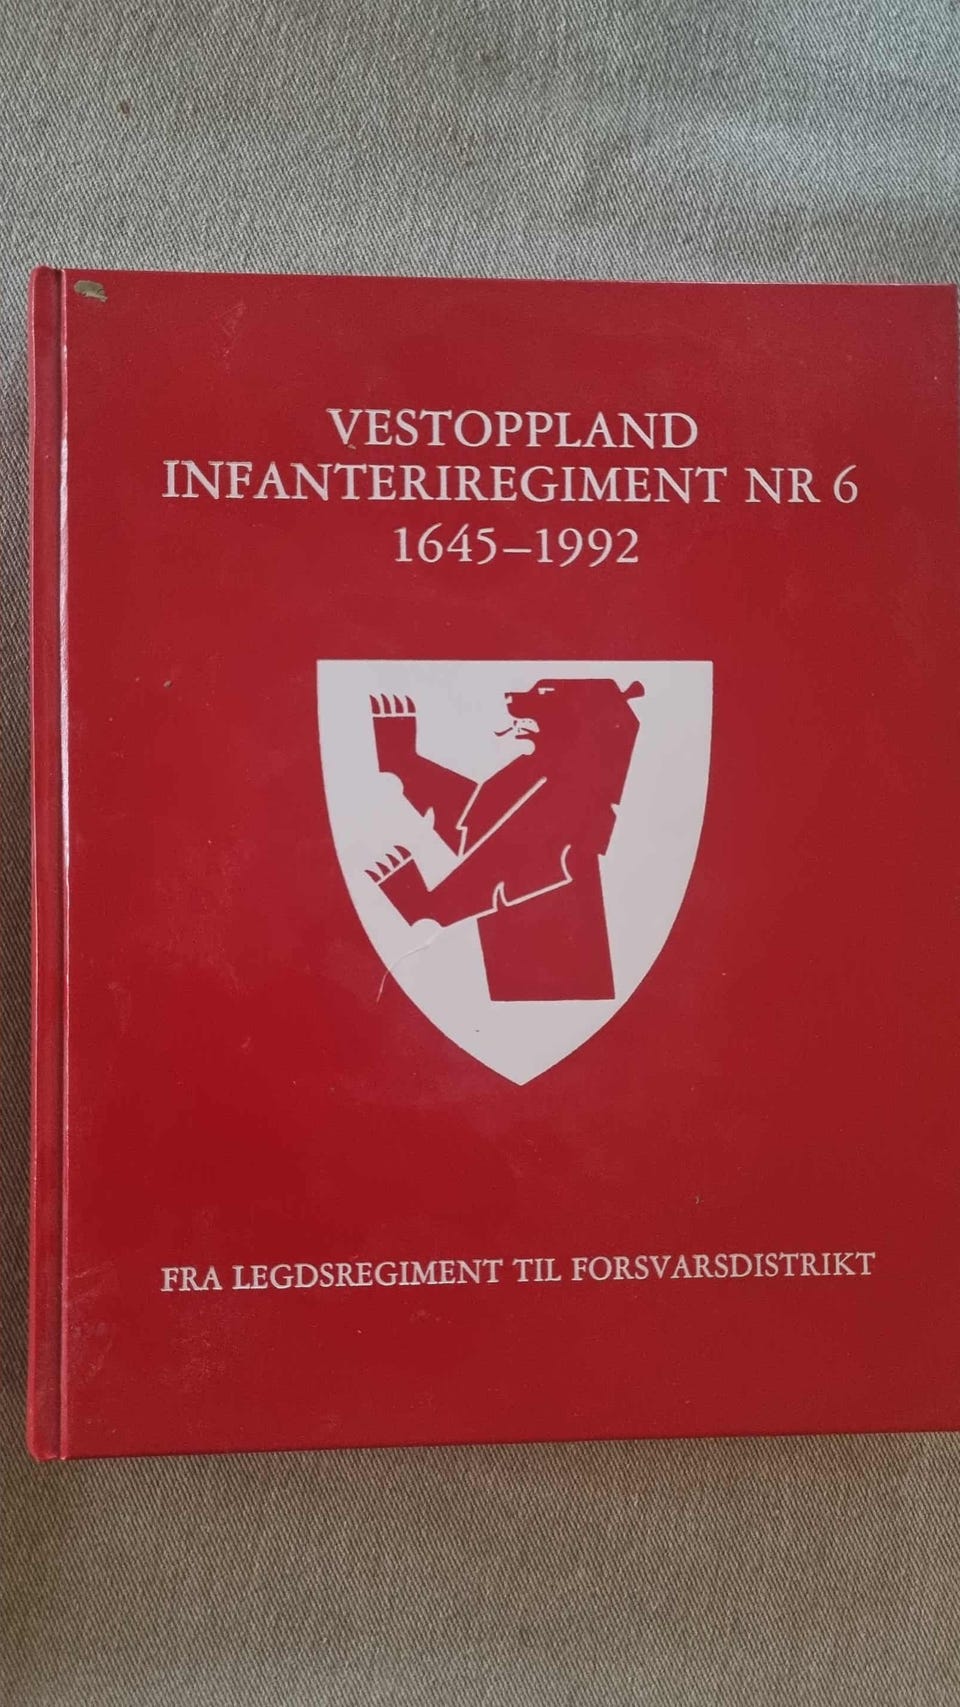 VESTOPPLAND
INFANTERIREGIMENT NR 6
1645–1992
FRA LEGDSREGIMENT TIL FORSVARSDISTRIKT